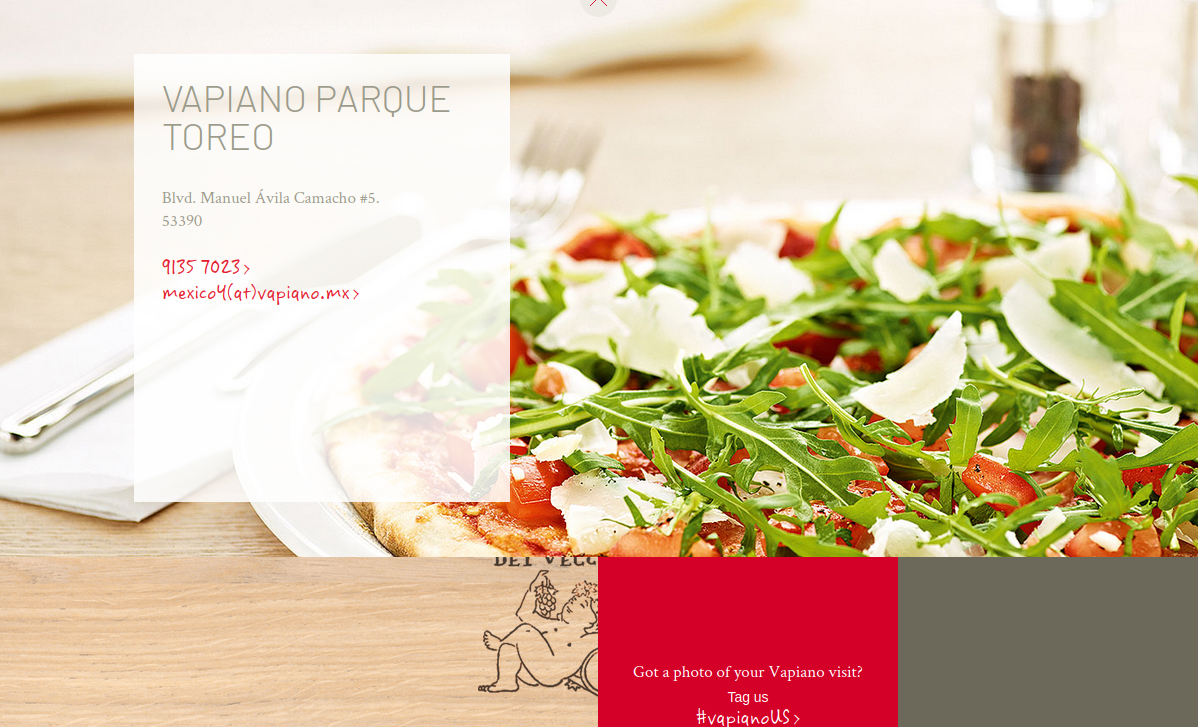 VAPIANO PARQUE
TOREO
Blvd. Manuel Ávila Camacho #5.
53390
9135 7023 >
mexico4(at)vapiano.mx >
Got a photo of your Vapiano visit?
Tag us
#vapianoUS >